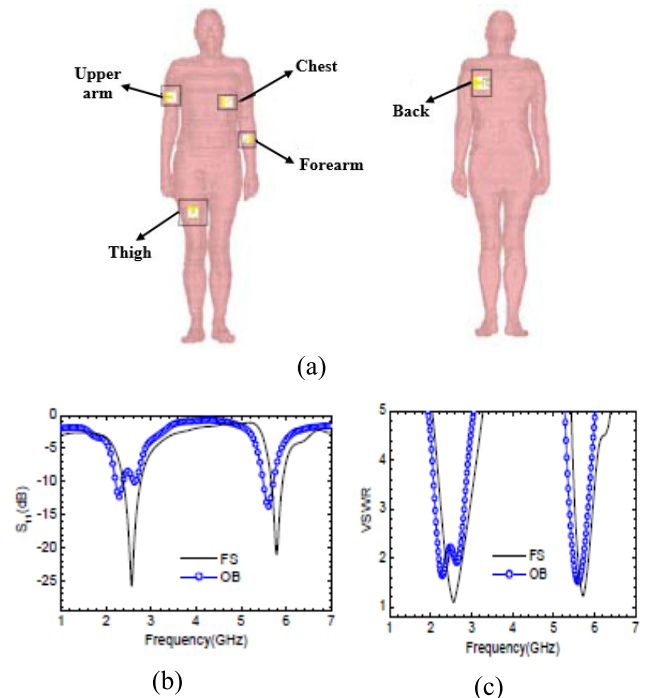 Upper arm
Chest
Forearm
Thigh
Back
(a)
0
-5
-10
-15
-20
-25
S11(dB)
FS
OB
1 2 3 4 5 6 7
Frequency(GHz)
(b)
5
4
3
2
1
VSWR
FS
OB
1 2 3 4 5 6 7
Frequency(GHz)
(c)